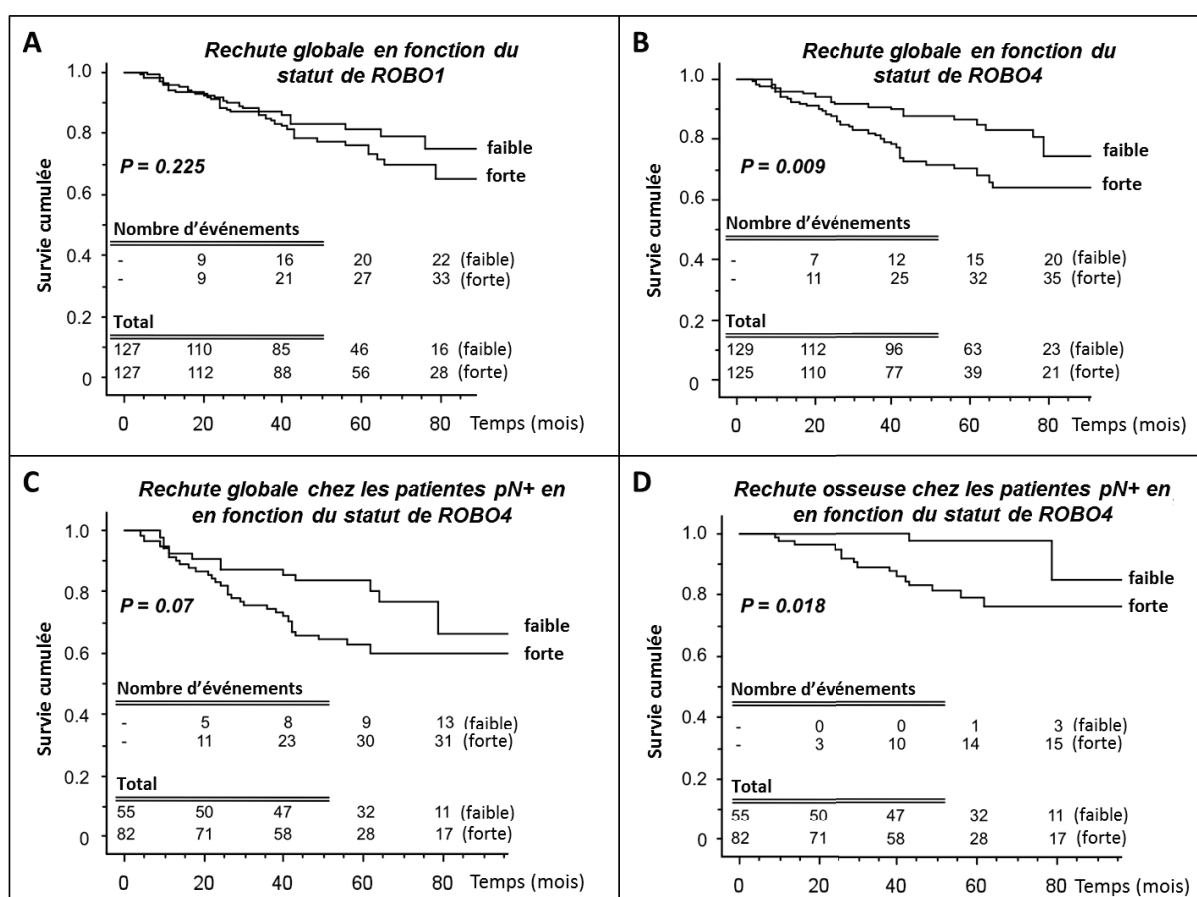 A
Rechute globale en fonction du
statut de ROBO1
Survie cumulée
1.0
0.8
0.6
0.4
0.2
0
faible
forte
P = 0.225
Nombre d'événements
- 9 16 20 22 (faible)
- 9 21 27 33 (forte)
Total
127 110 85 46 16 (faible)
127 112 88 56 28 (forte)
0 20 40 60 80 Temps (mois)
B
Rechute globale en fonction du
statut de ROBO4
Survie cumulée
1.0
0.8
0.6
0.4
0.2
0
faible
forte
P = 0.009
Nombre d'événements
- 7 12 15 20 (faible)
- 11 25 32 35 (forte)
Total
129 112 96 63 23 (faible)
125 110 77 39 21 (forte)
0 20 40 60 80 Temps (mois)
C
Rechute globale chez les patientes pN+ en
en fonction du statut de ROBO4
Survie cumulée
1.0
0.8
0.6
0.4
0.2
0
faible
forte
P = 0.07
Nombre d'événements
- 5 8 9 13 (faible)
- 11 23 30 31 (forte)
Total
55 50 47 32 11 (faible)
82 71 58 28 17 (forte)
0 20 40 60 80 Temps (mois)
D
Rechute osseuse chez les patientes pN+ en
en fonction du statut de ROBO4
Survie cumulée
1.0
0.8
0.6
0.4
0.2
0
faible
forte
P = 0.018
Nombre d'événements
- 0 0 1 3 (faible)
- 3 10 14 15 (forte)
Total
55 50 47 32 11 (faible)
82 71 58 28 17 (forte)
0 20 40 60 80 Temps (mois)